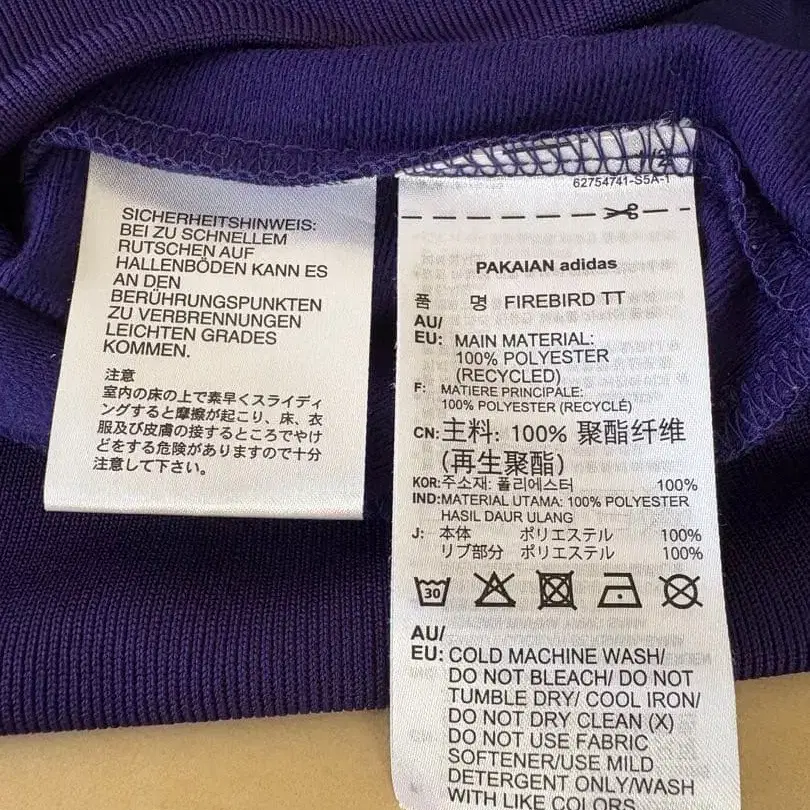 SICHERHEITSHINWEIS:
BEI ZU SCHNELLEM
RUTSCHEN AUF
HALLENBÖDEN KANN ES
AN DEN
BERÜHRUNGSPUNKTEN
ZU VERBRENNUNGEN
LEICHTEN GRADES
KOMMEN.
注意
室内の床の上で素早くスライディ
ングすると摩擦が起こり、床、衣
服及び皮膚の接するところでやけ
どをする危険がありますので十分
注意して下さい。
62754741-S5A-1
PAKAIAN adidas
품 명 FIREBIRD TT
AU/
EU: MAIN MATERIAL:
100% POLYESTER
(RECYCLED)
F: MATIERE PRINCIPALE:
100% POLYESTER (RECYCLÉ)
CN:主料: 100% 聚酯纤维
(再生聚酯)
KOR:주소재: 폴리에스터 100%
IND:MATERIAL UTAMA: 100% POLYESTER
HASIL DAUR ULANG
J: 本体 ポリエステル 100%
リブ部分 ポリエステル 100%
30
AU/
EU: COLD MACHINE WASH/
DO NOT BLEACH/ DO NOT
TUMBLE DRY/ COOL IRON/
DO NOT DRY CLEAN (X)
DO NOT USE FABRIC
SOFTENER/USE MILD
DETERGENT ONLY/WASH
WITH LIKE COLORS